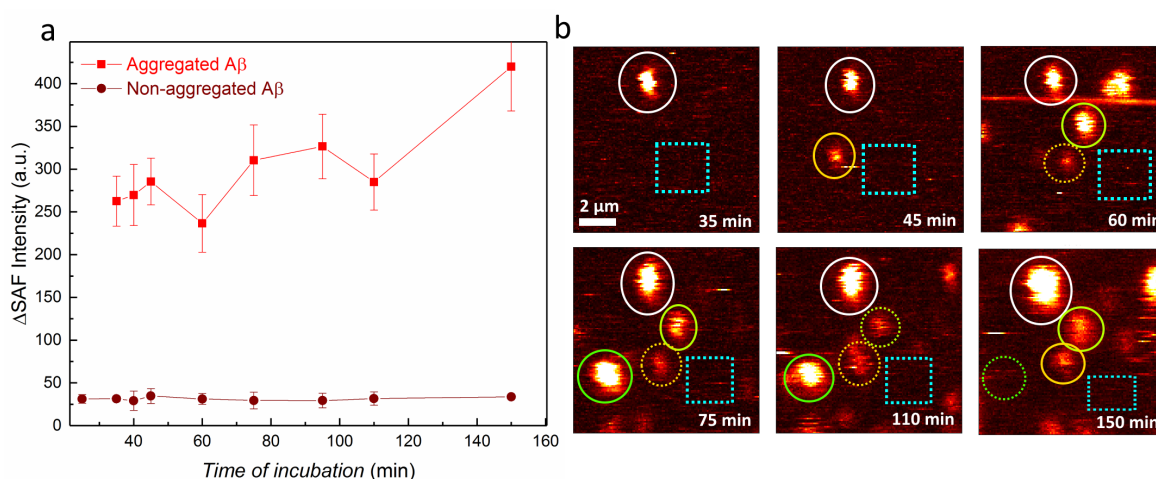 a
Aggregated Aβ
Non-aggregated Aβ
ΔSAF Intensity (a.u.)
400
350
300
250
200
150
100
50
0
40 60 80 100 120 140 160
Time of incubation (min)
b
2 μm
35 min
45 min
60 min
75 min
110 min
150 min